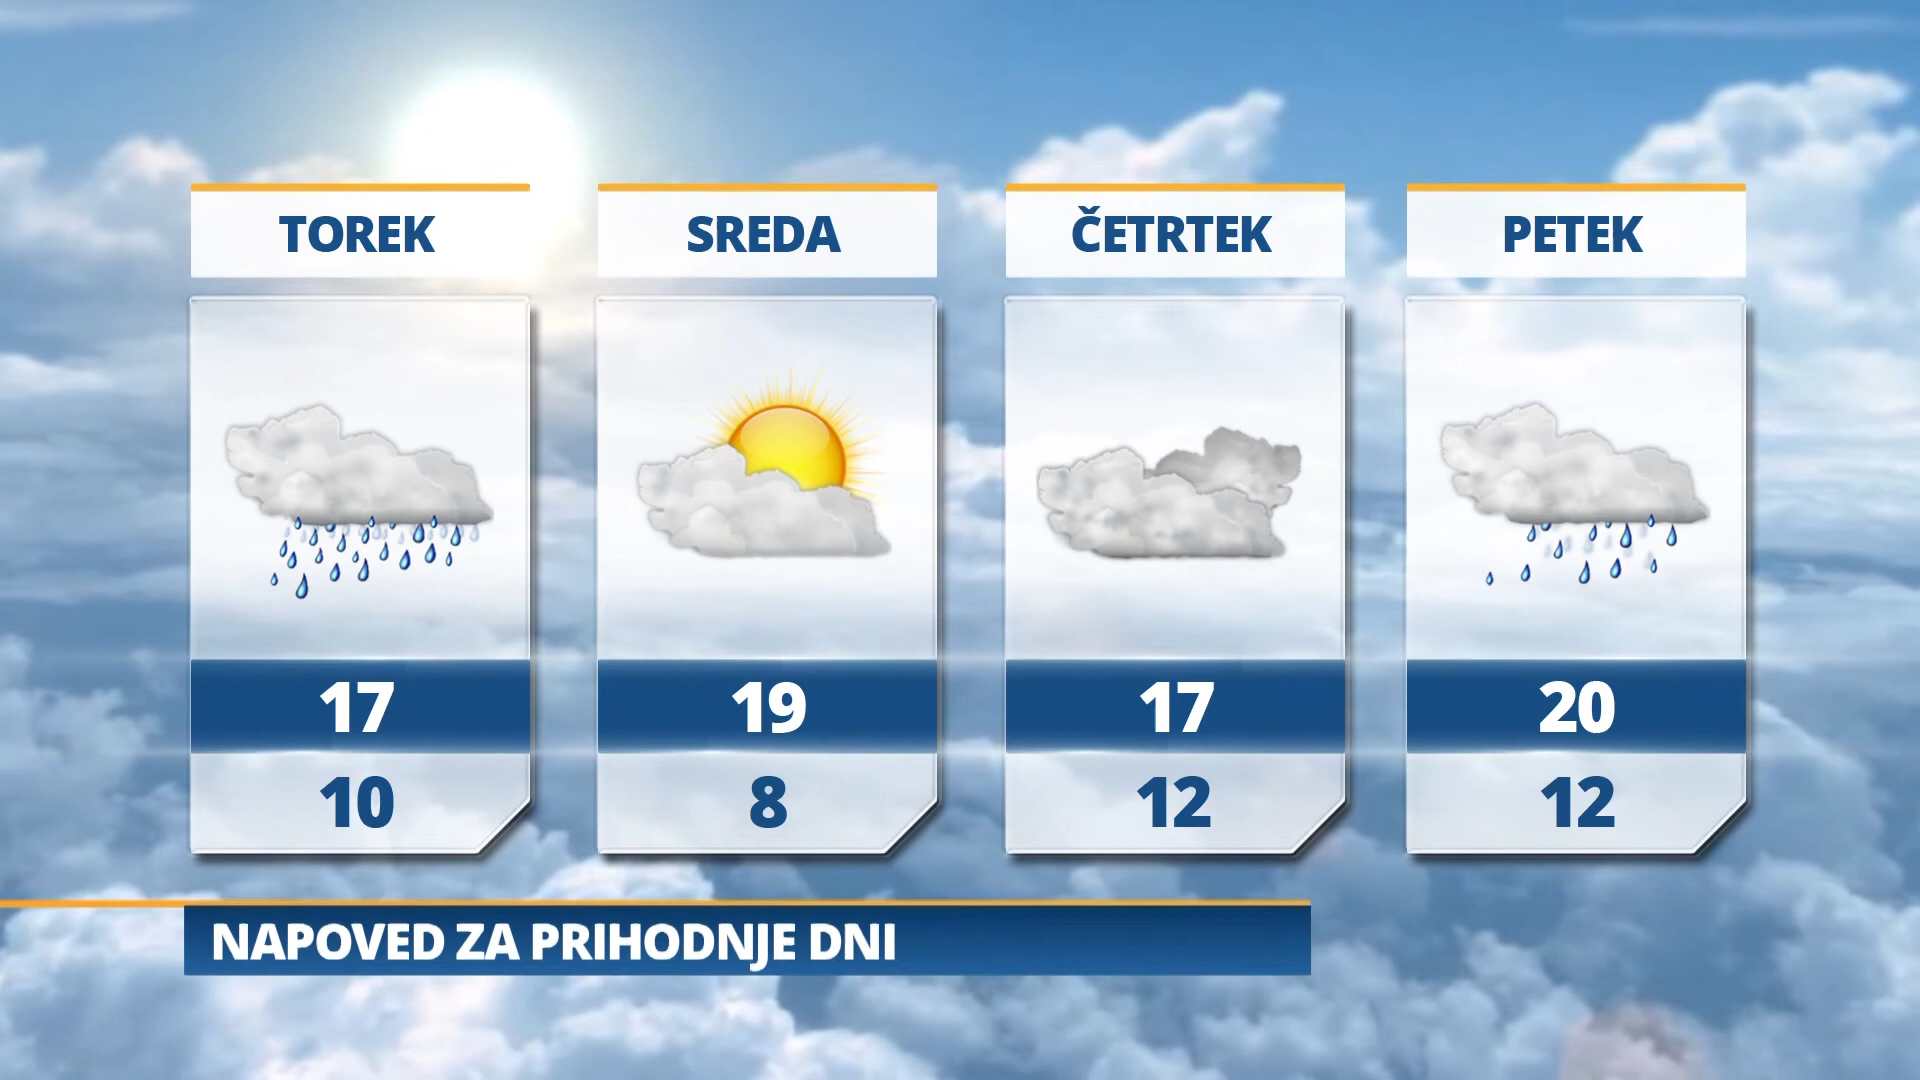 TOREK
SREDA
ČETRTEK
PETEK
17
19
17
20
10
8
12
12
NAPOVED ZA PRIHODNJE DNI